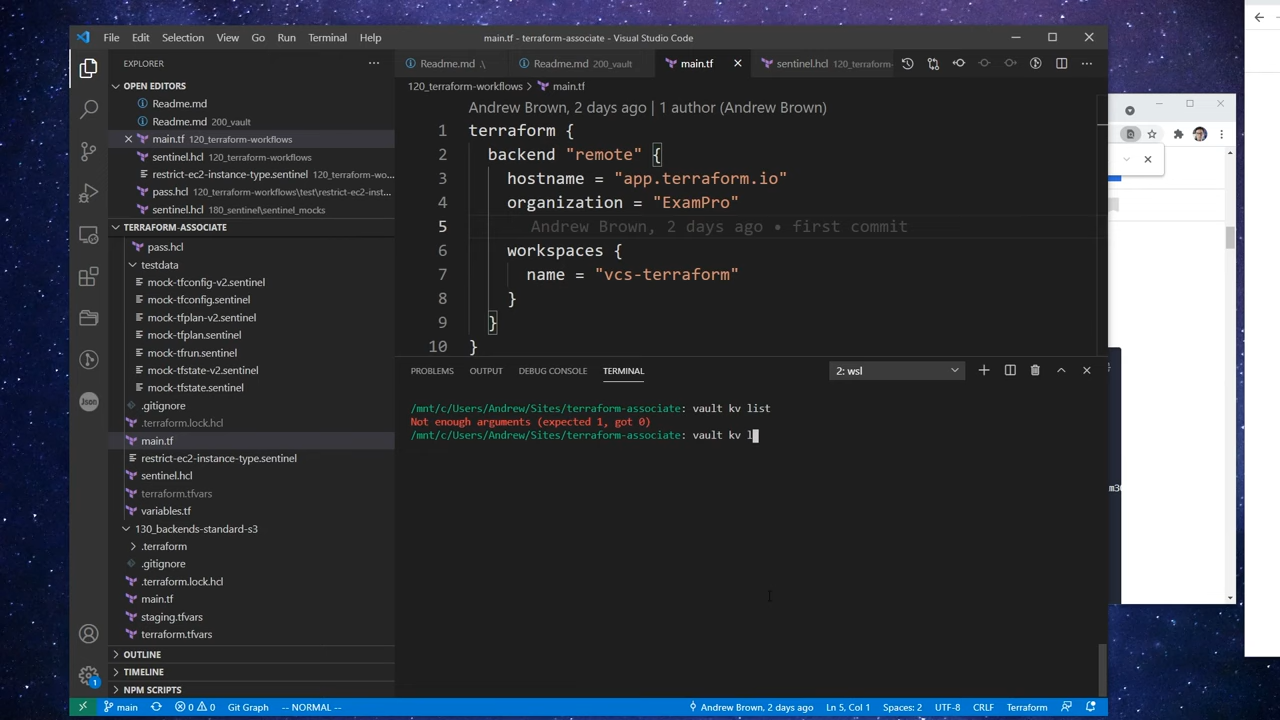 File Edit Selection View Go Run Terminal Help
main.tf - terraform-associate - Visual Studio Code
EXPLORER
OPEN EDITORS
Readme.md
Readme.md 200_vault
main.tf 120_terraform-workflows
sentinel.hcl 120_terraform-workflows
restrict-ec2-instance-type.sentinel 120_terraform-wo...
pass.hcl 120_terraform-workflows\test\restrict-ec2-inst...
sentinel.hcl 180_sentinel\sentinel_mocks
TERRAFORM-ASSOCIATE
pass.hcl
testdata
mock-tfconfig-v2.sentinel
mock-tfconfig.sentinel
mock-tfplan-v2.sentinel
mock-tfplan.sentinel
mock-tfrun.sentinel
mock-tfstate-v2.sentinel
mock-tfstate.sentinel
.gitignore
.terraform.lock.hcl
main.tf
restrict-ec2-instance-type.sentinel
sentinel.hcl
terraform.tfvars
variables.tf
130_backends-standard-s3
.terraform
.gitignore
.terraform.lock.hcl
main.tf
staging.tfvars
terraform.tfvars
OUTLINE
TIMELINE
NPM SCRIPTS
Json
1
Readme.md .\
Readme.md 200_vault
main.tf
sentinel.hcl 120_terraform-
120_terraform-workflows > main.tf
Andrew Brown, 2 days ago | 1 author (Andrew Brown)
1 terraform {
2 backend "remote" {
3 hostname = "app.terraform.io"
4 organization = "ExamPro"
5 Andrew Brown, 2 days ago • first commit
6 workspaces {
7 name = "vcs-terraform"
8 }
9 }
10 }
PROBLEMS OUTPUT DEBUG CONSOLE TERMINAL
2: wsl
/mnt/c/Users/Andrew/Sites/terraform-associate: vault kv list
Not enough arguments (expected 1, got 0)
/mnt/c/Users/Andrew/Sites/terraform-associate: vault kv l
main
0 0
Git Graph
-- NORMAL --
Andrew Brown, 2 days ago
Ln 5, Col 1
Spaces: 2
UTF-8
CRLF
Terraform